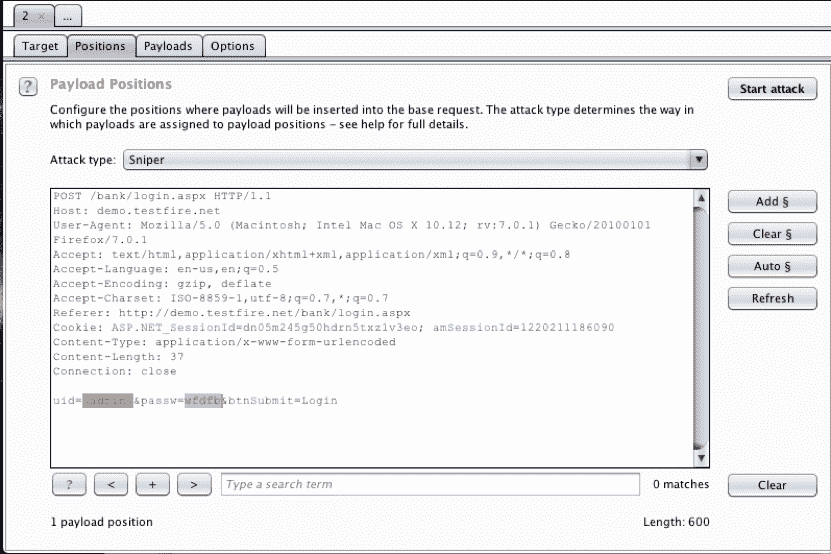 2 × ...
Target Positions Payloads Options
? Payload Positions
Start attack
Configure the positions where payloads will be inserted into the base request. The attack type determines the way in
which payloads are assigned to payload positions – see help for full details.
Attack type: Sniper
POST /bank/login.aspx HTTP/1.1
Host: demo.testfire.net
User-Agent: Mozilla/5.0 (Macintosh; Intel Mac OS X 10.12; rv:7.0.1) Gecko/20100101
Firefox/7.0.1
Accept: text/html,application/xhtml+xml,application/xml;q=0.9,*/*;q=0.8
Accept-Language: en-us,en;q=0.5
Accept-Encoding: gzip, deflate
Accept-Charset: ISO-8859-1,utf-8;q=0.7,*;q=0.7
Referer: http://demo.testfire.net/bank/login.aspx
Cookie: ASP.NET_SessionId=dn05m245g50hdrn5txz1v3eo; amSessionId=1220211186090
Content-Type: application/x-www-form-urlencoded
Content-Length: 37
Connection: close
uid= &passw=wfdfb&btnSubmit=Login
Add §
Clear §
Auto §
Refresh
? < + > Type a search term 0 matches Clear
1 payload position Length: 600